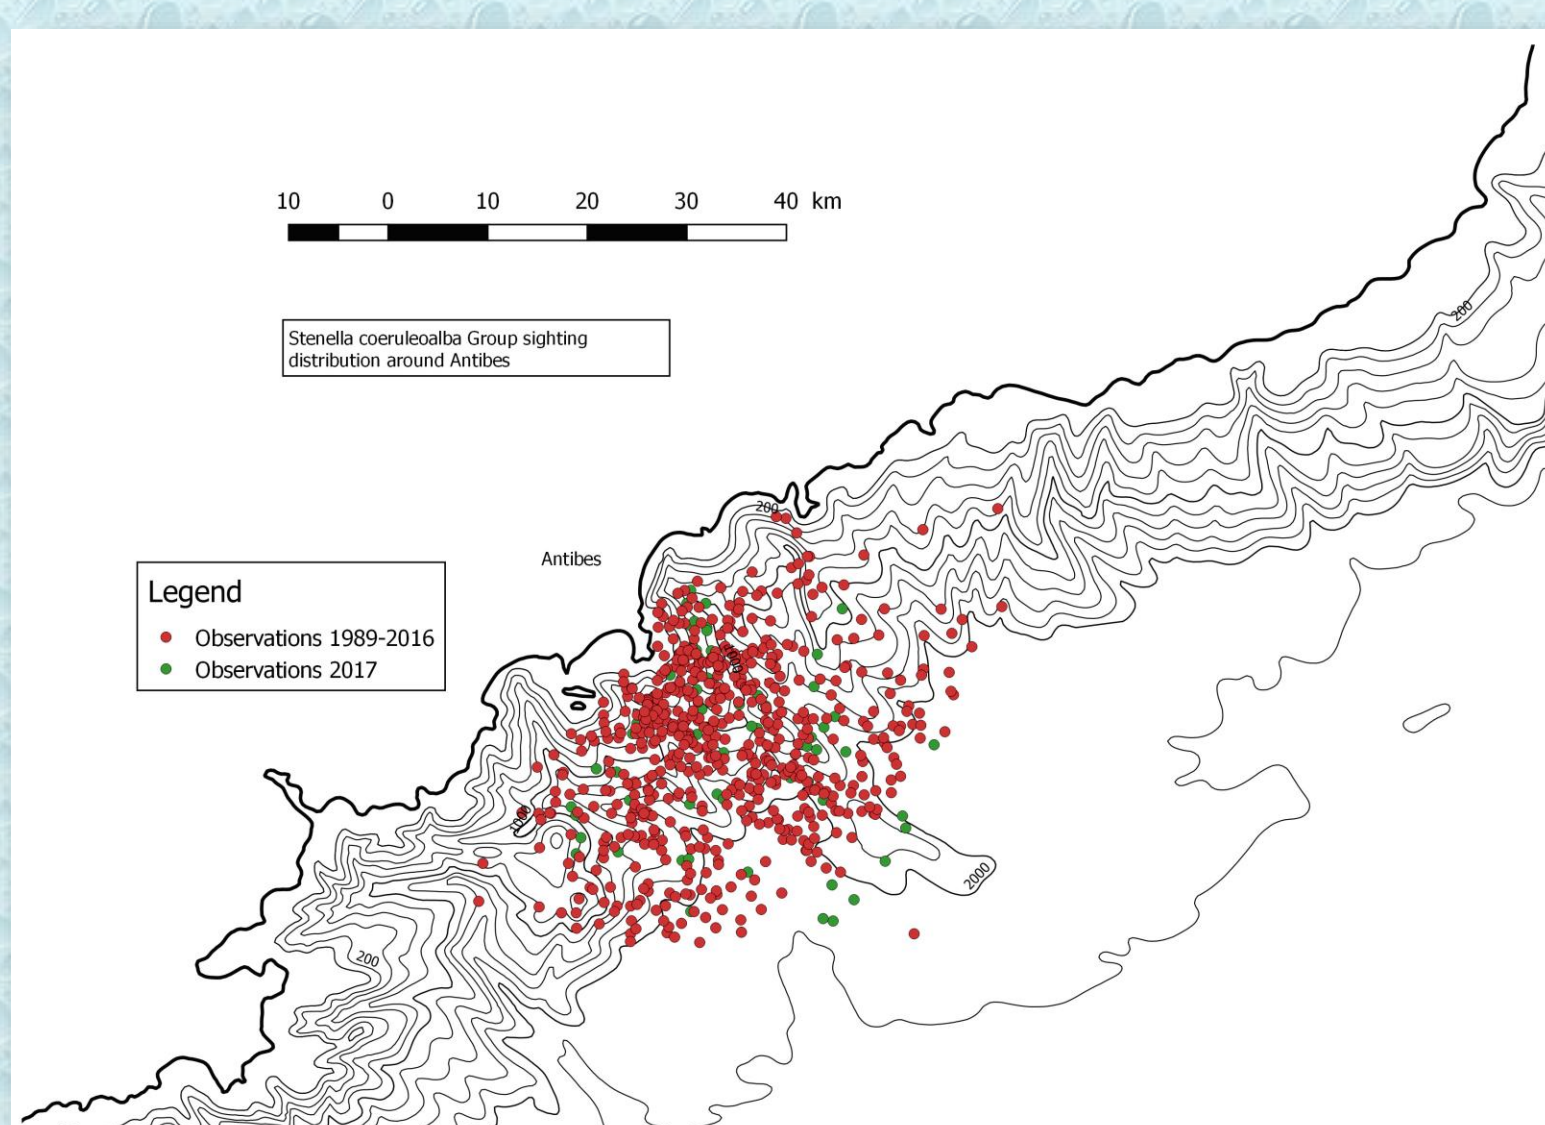 10 0 10 20 30 40 km
Stenella coeruleoalba Group sighting
distribution around Antibes
200
200
Antibes
Legend
Observations 1989-2016
Observations 2017
1000
2000
200